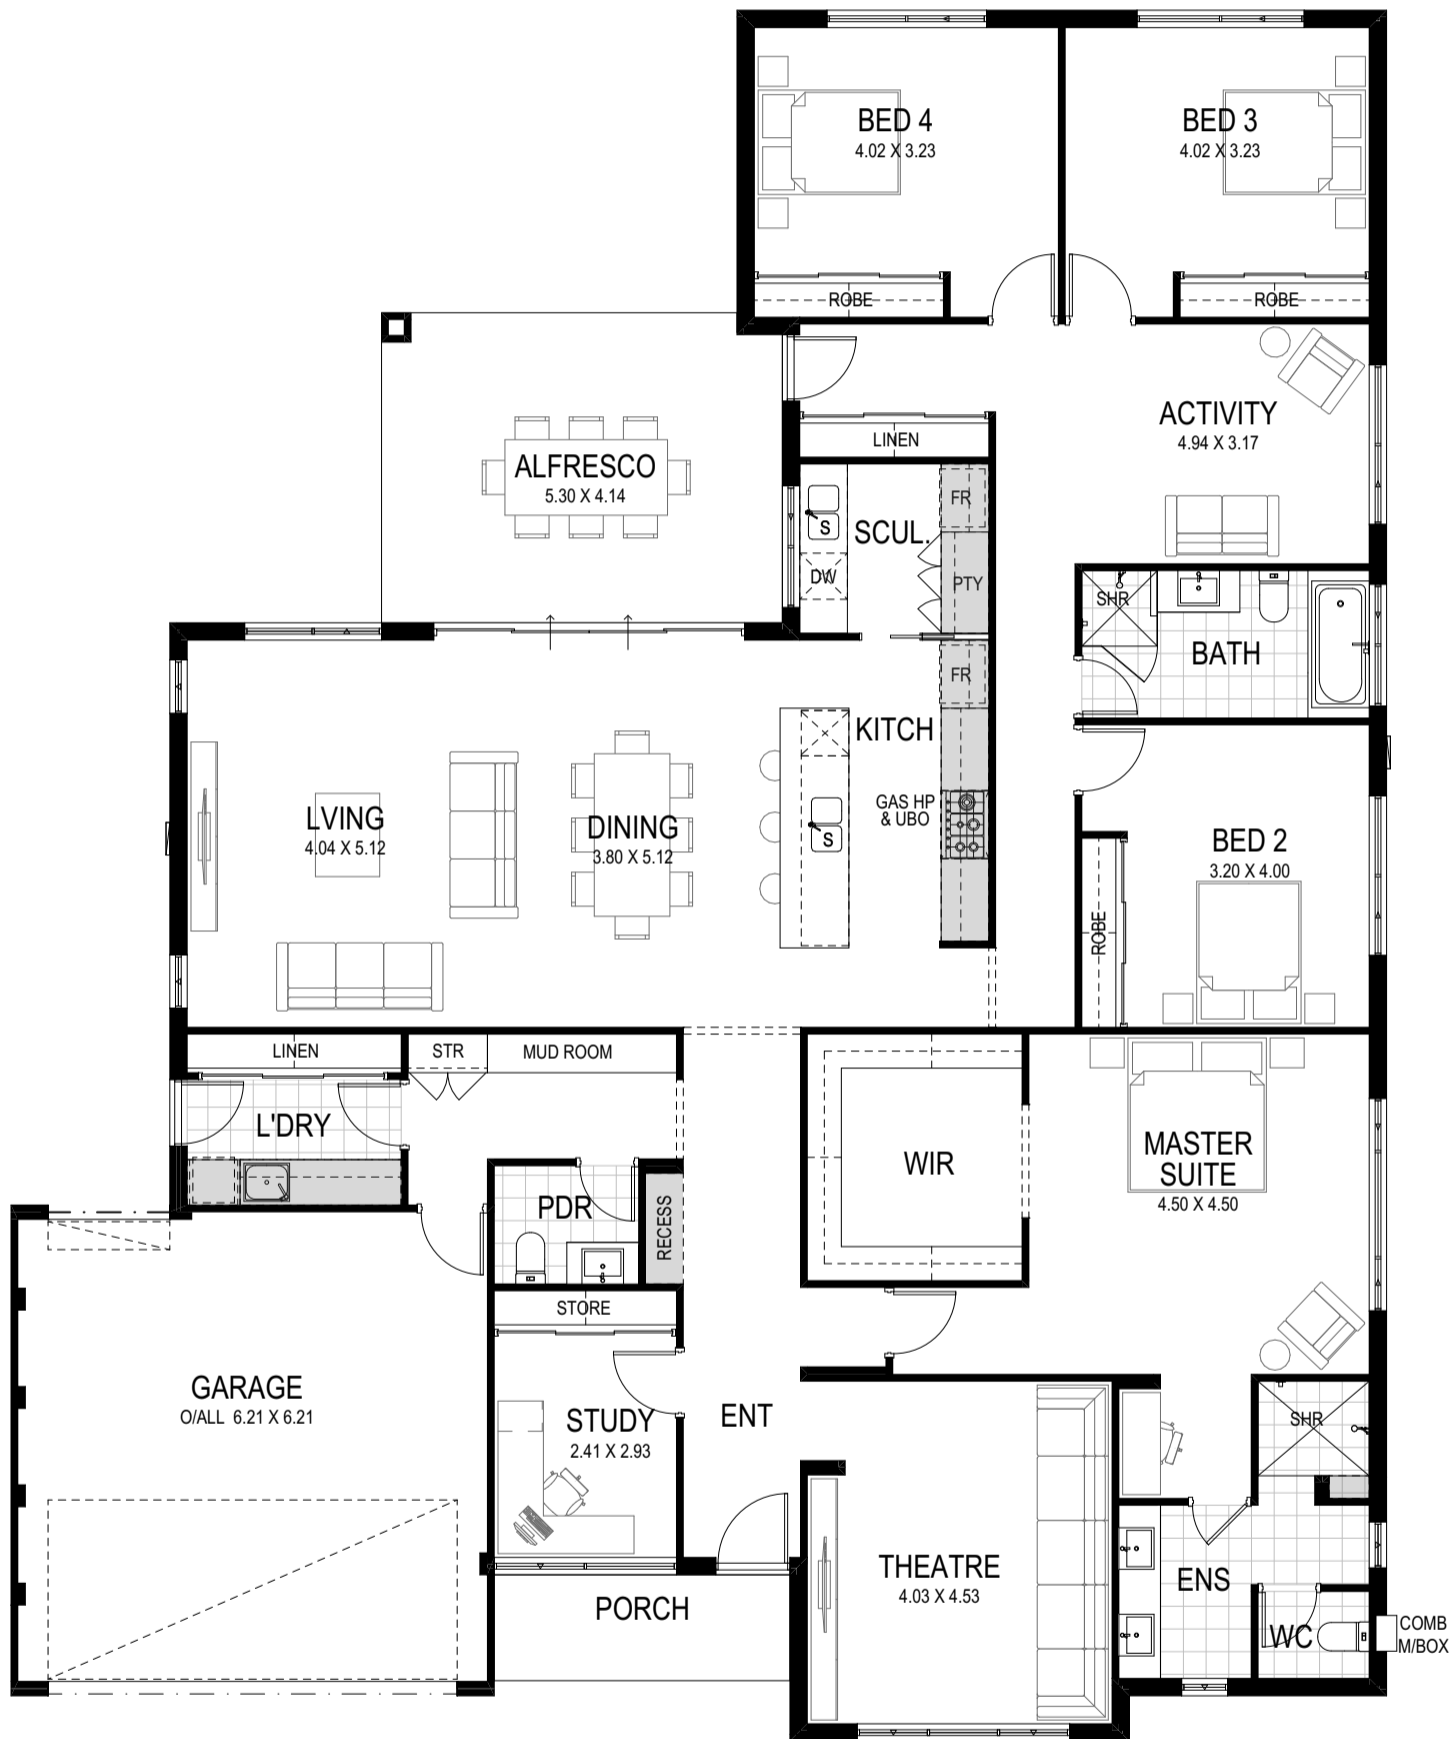 BED 4
4.02 X 3.23
BED 3
4.02 X 3.23
ROBE
ROBE
ACTIVITY
4.94 X 3.17
LINEN
ALFRESCO
5.30 X 4.14
FR
S
SCUL.
DW
PTY
SHR
BATH
FR
KITCH
GAS HP
& UBO
S
LVING
4.04 X 5.12
DINING
3.80 X 5.12
BED 2
3.20 X 4.00
ROBE
LINEN
STR
MUD ROOM
L'DRY
WIR
MASTER
SUITE
4.50 X 4.50
PDR
RECESS
STORE
GARAGE
O/ALL 6.21 X 6.21
STUDY
2.41 X 2.93
ENT
SHR
THEATRE
4.03 X 4.53
ENS
PORCH
WC
COMB
M/BOX